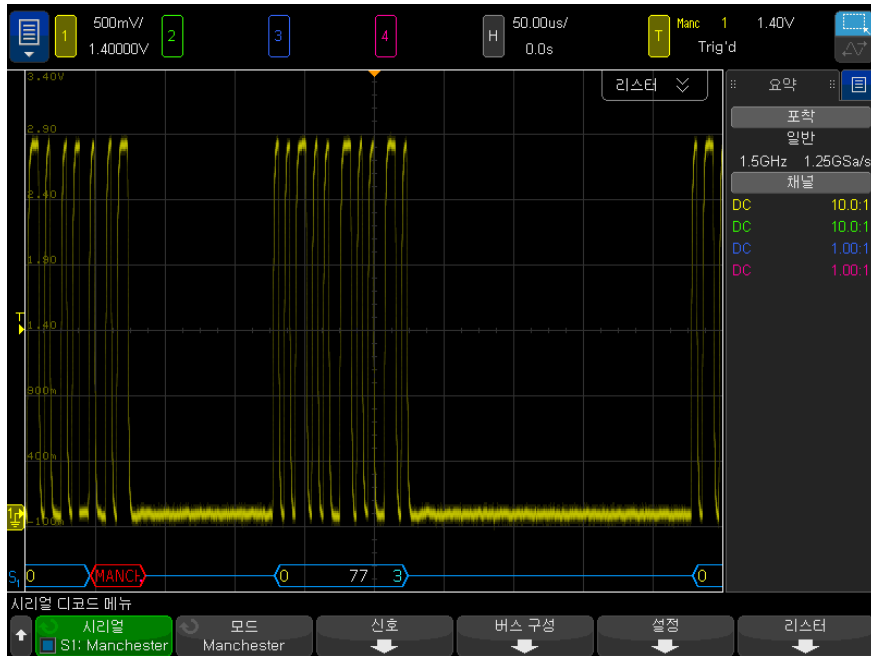 1 500mV/ 2 3 4 H 50.00us/ T Manc 1 1.40V
1.40000V 0.0s Trig'd
3.40V
리스터
요약
포착
일반
1.5GHz 1.25GSa/s
채널
DC 10.0:1
DC 10.0:1
DC 1.00:1
DC 1.00:1
2.90
2.40
1.90
T
1.40
900m
400m
1
-100m
S1 0 MANCH 0 77 3 0
시리얼 디코드 메뉴
시리얼 모드 신호 버스 구성 설정 리스터
S1: Manchester Manchester